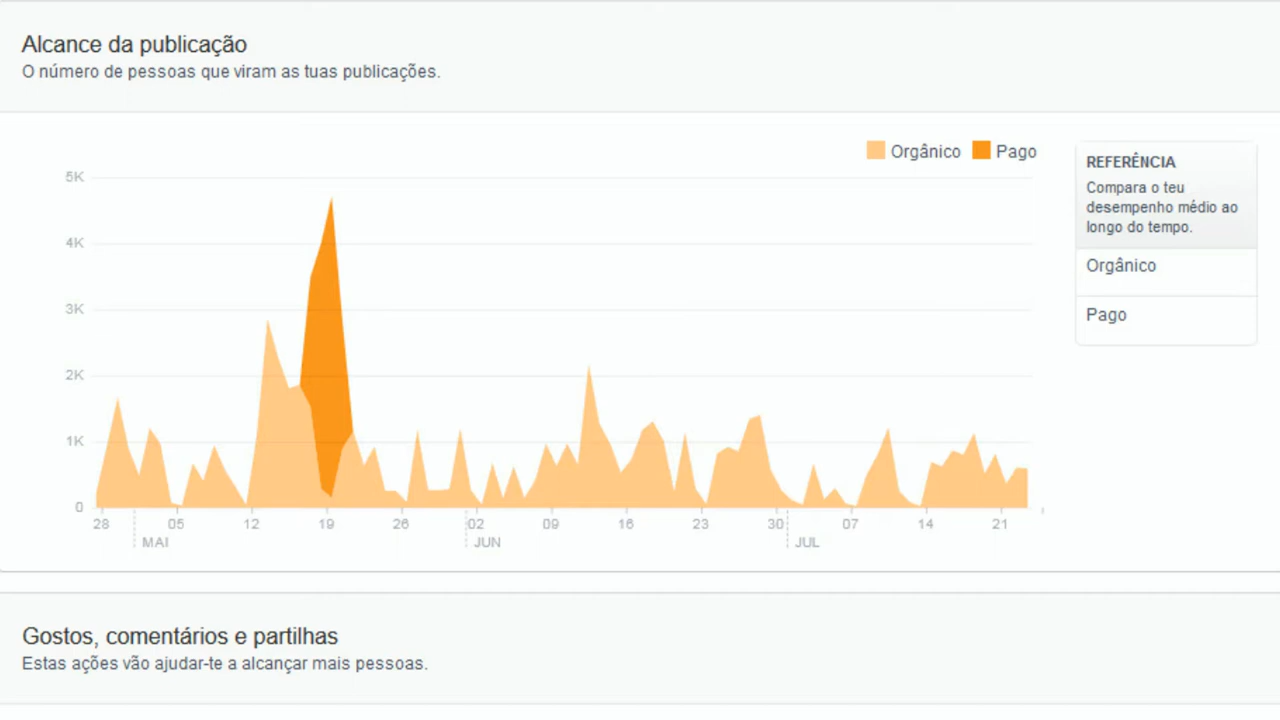 Alcance da publicação
O número de pessoas que viram as tuas publicações.
Orgânico Pago
5K
4K
3K
2K
1K
0
28 05 12 19 26 02 09 16 23 30 07 14 21
MAI JUN JUL
REFERÊNCIA
Compara o teu
desempenho médio ao
longo do tempo.
Orgânico
Pago
Gostos, comentários e partilhas
Estas ações vão ajudar-te a alcançar mais pessoas.